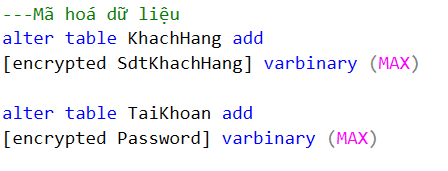 ---Mã hoá dữ liệu
alter table KhachHang add
[encrypted SdtKhachHang] varbinary (MAX)
alter table TaiKhoan add
[encrypted Password] varbinary (MAX)